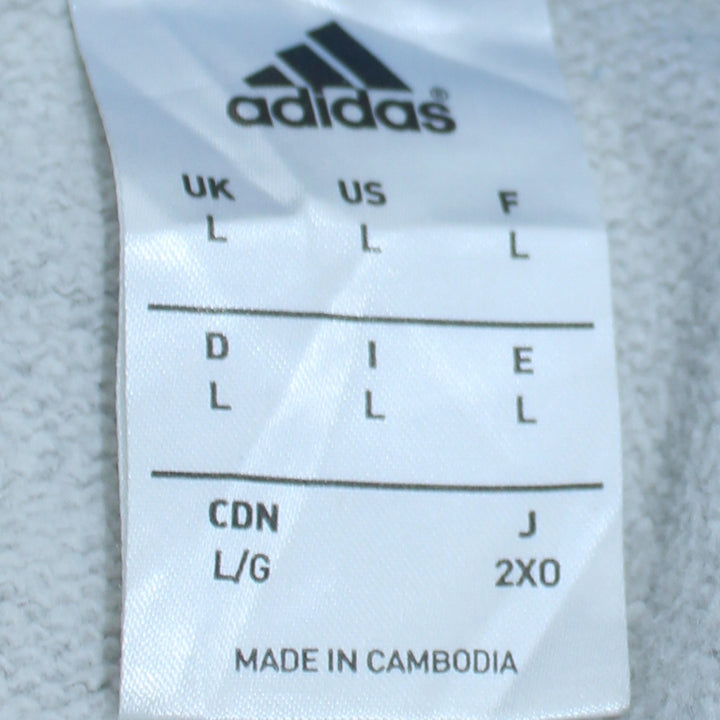 adidas®
UK US F
L L L
D I E
L L L
CDN J
L/G 2XO
MADE IN CAMBODIA